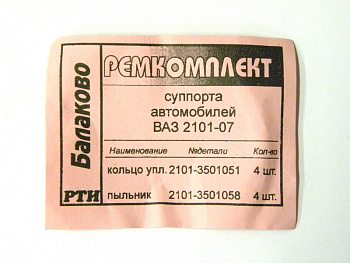 Балаково
РТИ
РЕМКОМПЛЕКТ
суппорта
автомобилей
ВАЗ 2101-07
Наименование №детали Кол-во
кольцо упл. 2101-3501051 4 шт.
пыльник 2101-3501058 4 шт.